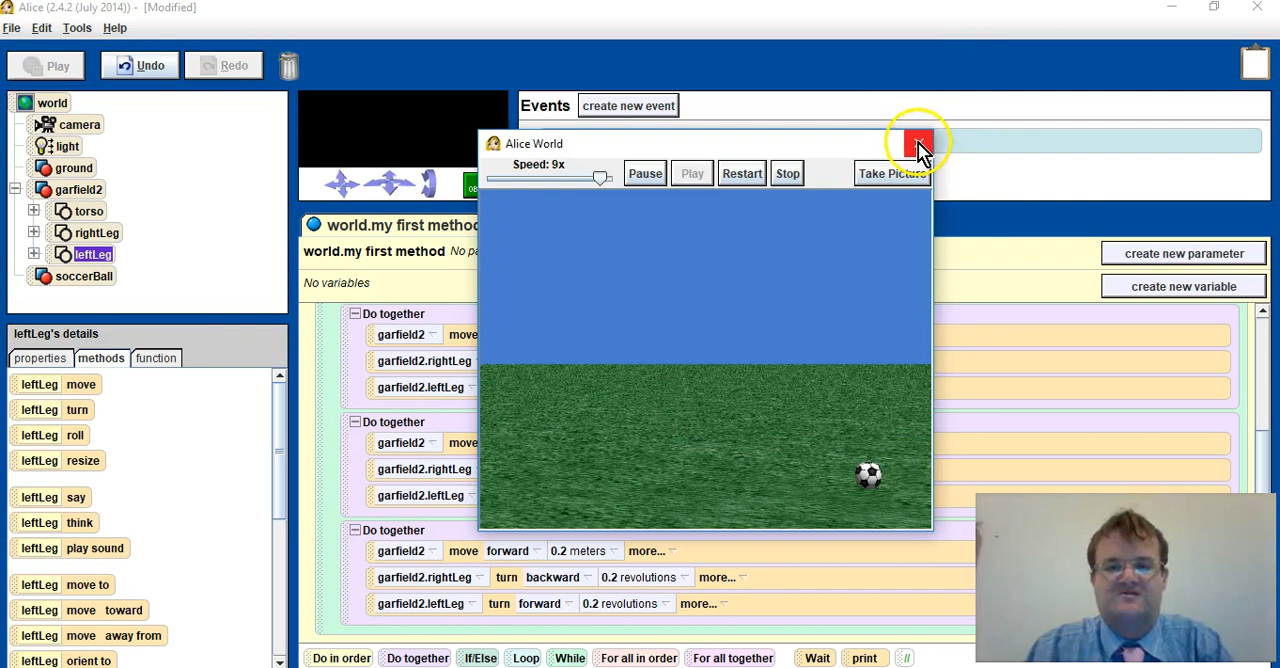 Alice (2.4.2 (July 2014)) - [Modified]
File Edit Tools Help
Play Undo Redo
world
camera
light
ground
garfield2
torso
rightLeg
leftLeg
soccerBall
Events create new event
Alice World
Speed: 9x
Pause Play Restart Stop Take Picture
world.my first method
world.my first method No
create new parameter
No variables
create new variable
leftLeg's details
properties methods function
leftLeg move
leftLeg turn
leftLeg roll
leftLeg resize
leftLeg say
leftLeg think
leftLeg play sound
leftLeg move to
leftLeg move toward
leftLeg move away from
leftLeg orient to
Do together
garfield2 move
garfield2.rightLeg
garfield2.leftLeg
Do together
garfield2 move
garfield2.rightLeg
garfield2.leftLeg
Do together
garfield2 move forward 0.2 meters more...
garfield2.rightLeg turn backward 0.2 revolutions more...
garfield2.leftLeg turn forward 0.2 revolutions more...
Do in order Do together If/Else Loop While For all in order For all together Wait print //